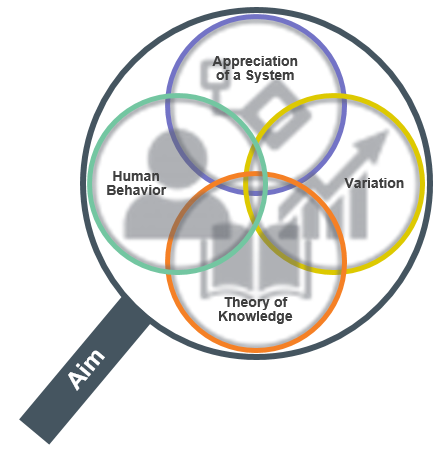 Appreciation
of a System
Human
Behavior
Variation
Theory of
Knowledge
Aim